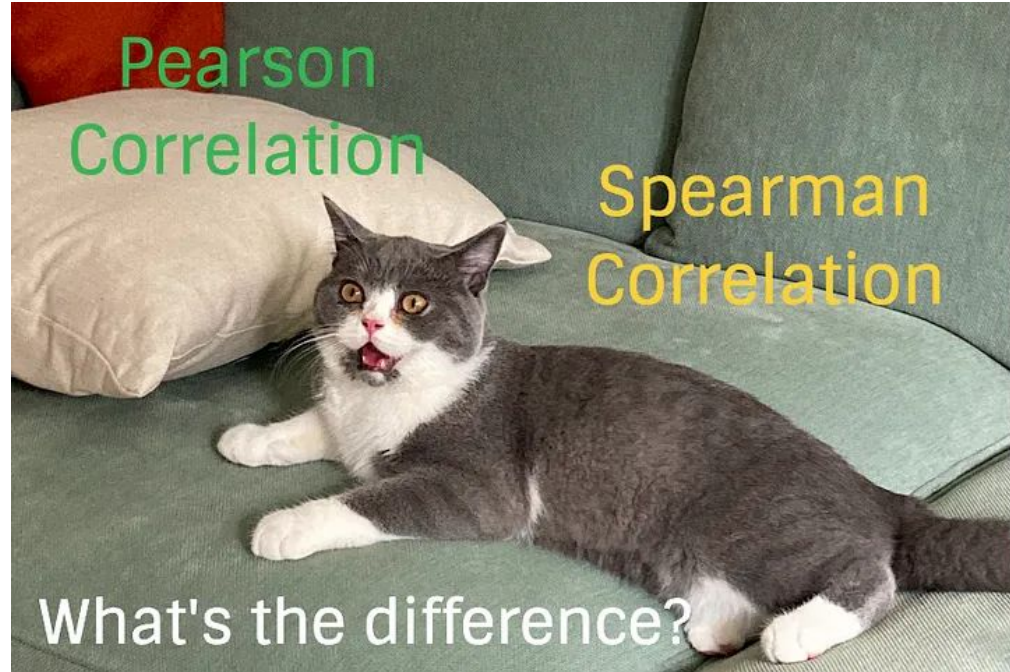 Pearson
Correlation
Spearman
Correlation
What's the difference?